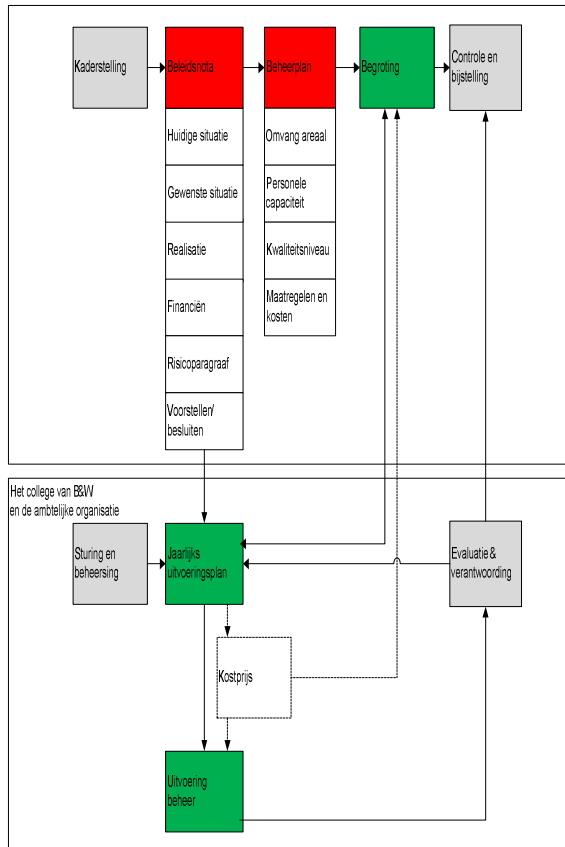 Kaderstelling
Beleidsnota
Beheerplan
Begroting
Controle en
bijstelling
Huidige situatie
Gewenste situatie
Realisatie
Financiën
Risicoparagraaf
Voorstellen/
besluiten
Omvang areaal
Personele
capaciteit
Kwaliteitsniveau
Maatregelen en
kosten
Het college van B&W
en de ambtelijke organisatie
Sturing en
beheersing
Jaarlijks
uitvoeringsplan
Evaluatie &
verantwoording
Kostprijs
Uitvoering
beheer